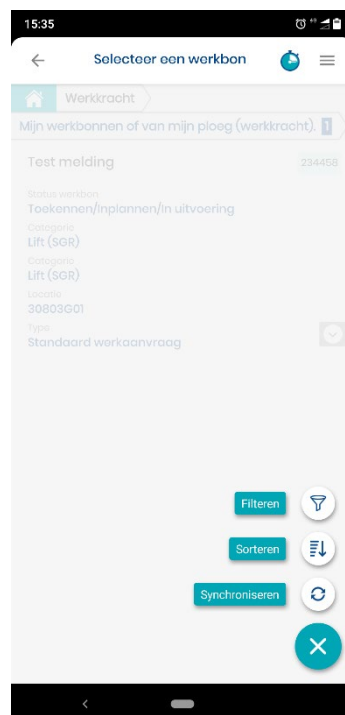 15:35
Selecteer een werkbon
Werkkracht
Mijn werkbonnen of van mijn ploeg (werkkracht). 1
Test melding 234458
Status werkbon
Toekennen/Inplannen/In uitvoering
Categorie
Lift (SGR)
Categorie
Lift (SGR)
Locatie
30803G01
Type
Standaard werkaanvraag
Filteren
Sorteren
Synchroniseren